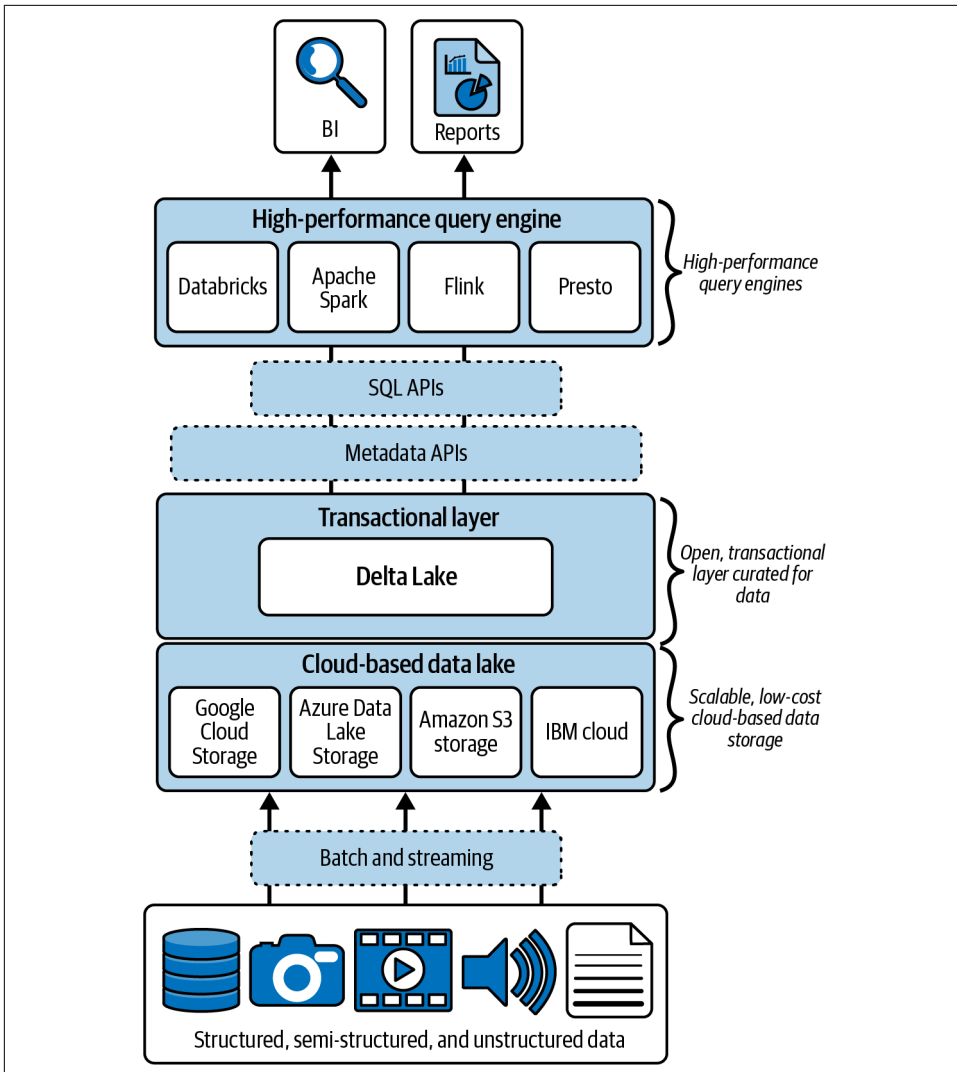 BI
Reports
High-performance query engine
Databricks
Apache
Spark
Flink
Presto
High-performance
query engines
SQL APIs
Metadata APIs
Transactional layer
Delta Lake
Open, transactional
layer curated for
data
Cloud-based data lake
Google
Cloud
Storage
Azure Data
Lake
Storage
Amazon S3
storage
IBM cloud
Scalable, low-cost
cloud-based data
storage
Batch and streaming
Structured, semi-structured, and unstructured data